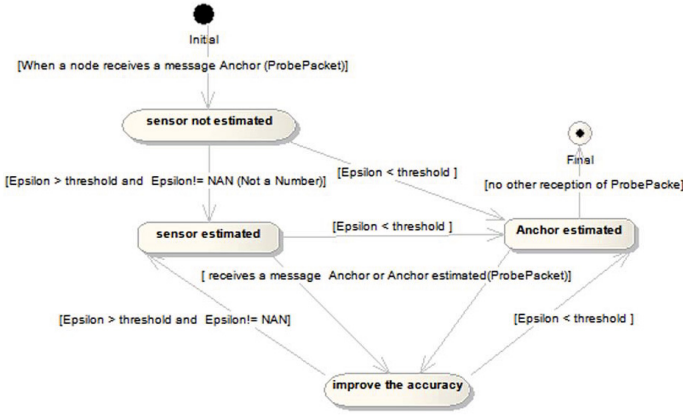 Initial
[When a node receives a message Anchor (ProbePacket)]
sensor not estimated
[Epsilon < threshold ]
Final
[Epsilon > threshold and Epsilon!= NAN (Not a Number)]
[no other reception of ProbePacke]
[Epsilon < threshold ]
sensor estimated
Anchor estimated
[ receives a message Anchor or Anchor estimated(ProbePacket)]
[Epsilon > threshold and Epsilon!= NAN]
[Epsilon < threshold ]
improve the accuracy